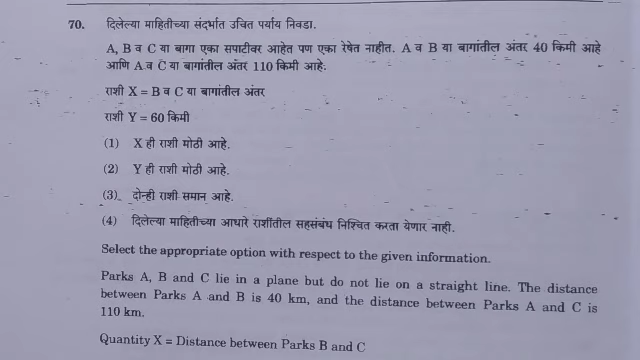 70. दिलेल्या माहितीच्या संदर्भात उचित पर्याय निवडा.
A, B व C या बागा एका सपाटीवर आहेत पण एका रेषेत नाहीत. A व B या बागांतील अंतर 40 किमी आहे
आणि A व C या बागांतील अंतर 110 किमी आहे.
राशी X = B व C या बागांतील अंतर
राशी Y = 60 किमी
(1) X ही राशी मोठी आहे.
(2) Y ही राशी मोठी आहे.
(3) दोन्ही राशी समान आहे.
(4) दिलेल्या माहितीच्या आधारे राशींतील सहसंबंध निश्चित करता येणार नाही.
Select the appropriate option with respect to the given information.
Parks A, B and C lie in a plane but do not lie on a straight line. The distance
between Parks A and B is 40 km, and the distance between Parks A and C is
110 km.
Quantity X = Distance between Parks B and C